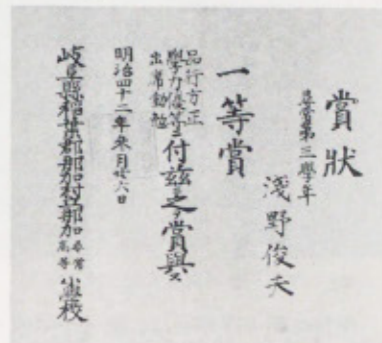 賞狀
尋常第三學年
淺野俊夫
一等賞
品行方正
學力優等ニ付茲ニ之ヲ賞與ス
出席勤勉
明治四十二年参月廿六日
岐阜縣稲葉郡那加村立那加尋常高等小學校